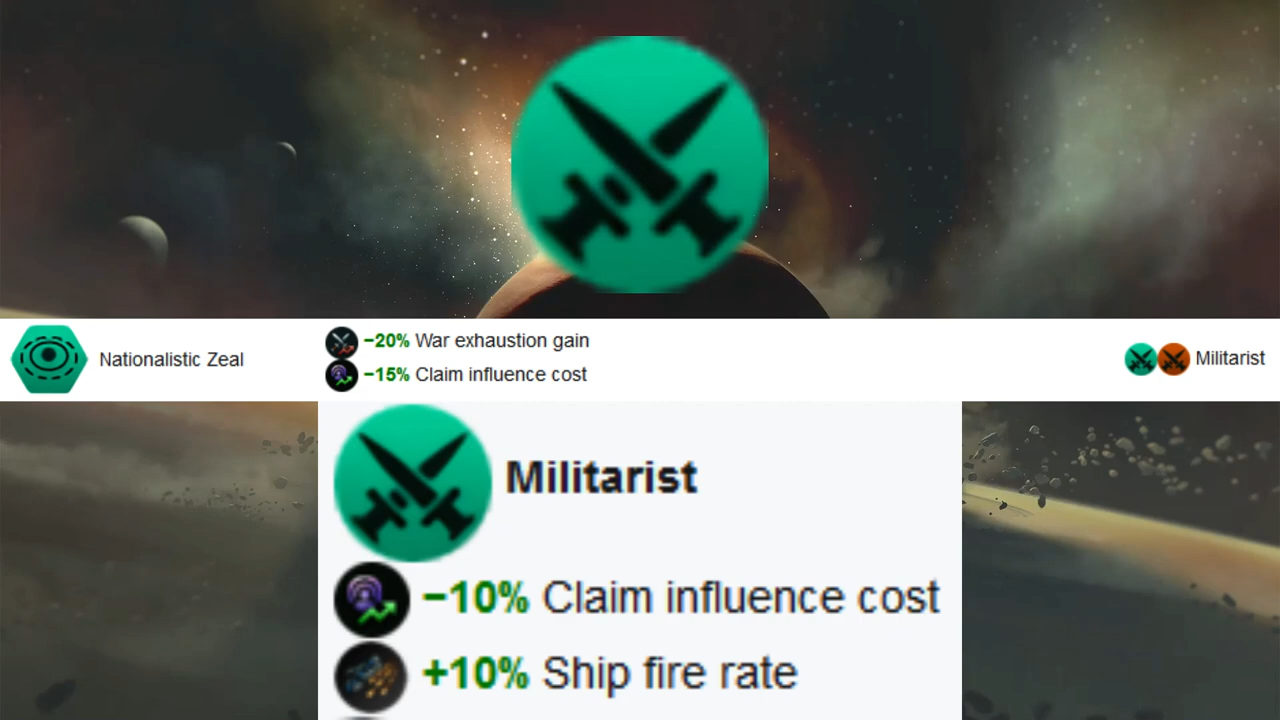 Nationalistic Zeal
−20% War exhaustion gain
−15% Claim influence cost
Militarist
Militarist
−10% Claim influence cost
+10% Ship fire rate